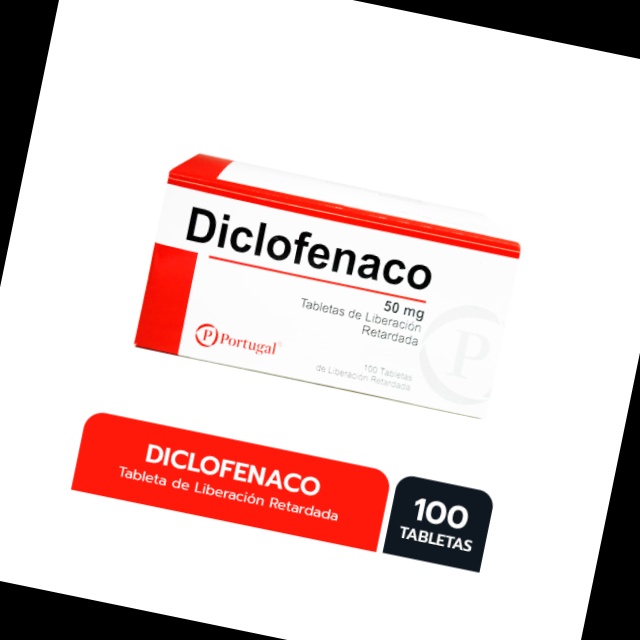 Diclofenaco
50 mg
Tabletas de Liberación
Retardada
P Portugal®
P
100 Tabletas
de Liberación Retardada
DICLOFENACO
Tableta de Liberación Retardada
100
TABLETAS